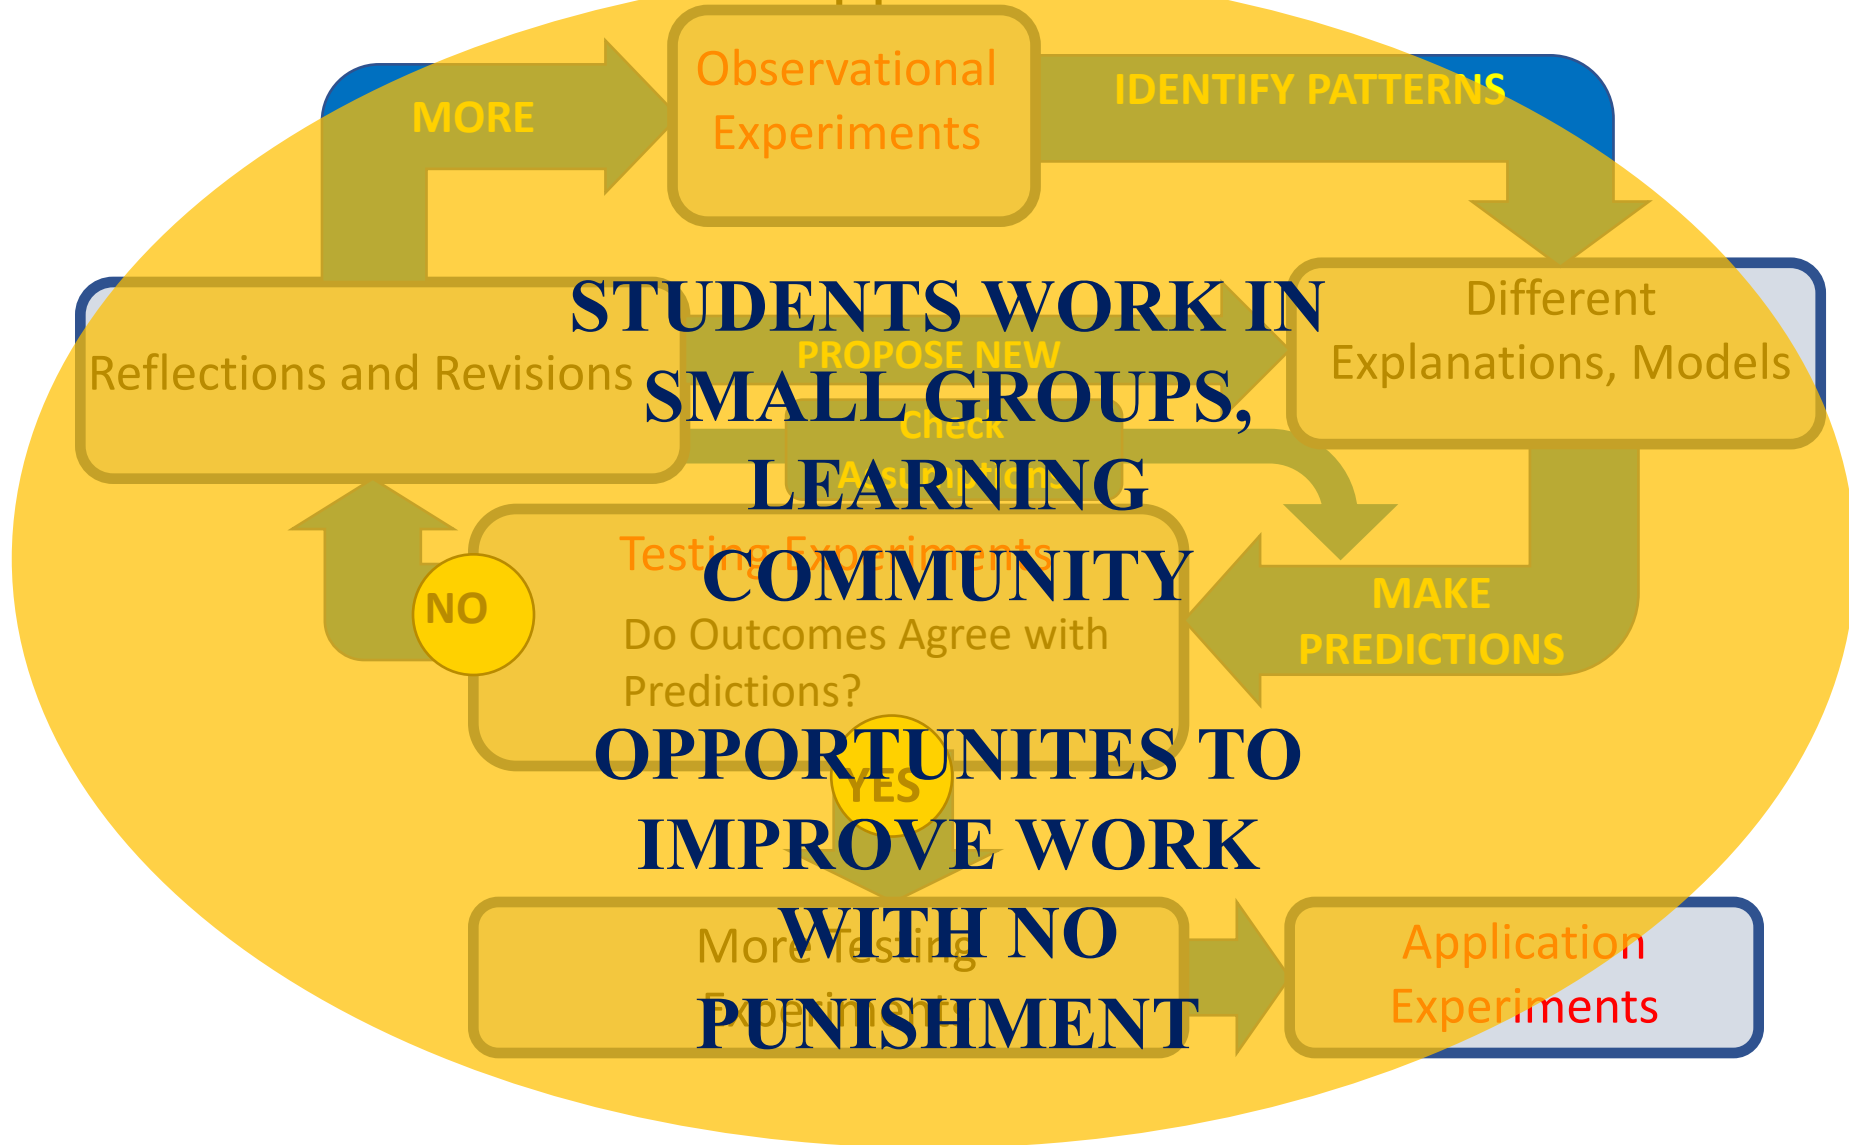 Observational
Experiments
IDENTIFY PATTERNS
MORE
Different
Explanations, Models
Reflections and Revisions
PROPOSE NEW
Check
Assumptions
STUDENTS WORK IN
SMALL GROUPS,
LEARNING
COMMUNITY
Testing Experiments
Do Outcomes Agree with
Predictions?
NO
MAKE
PREDICTIONS
YES
OPPORTUNITES TO
IMPROVE WORK
WITH NO
PUNISHMENT
More Testing
Experiments
Application
Experiments